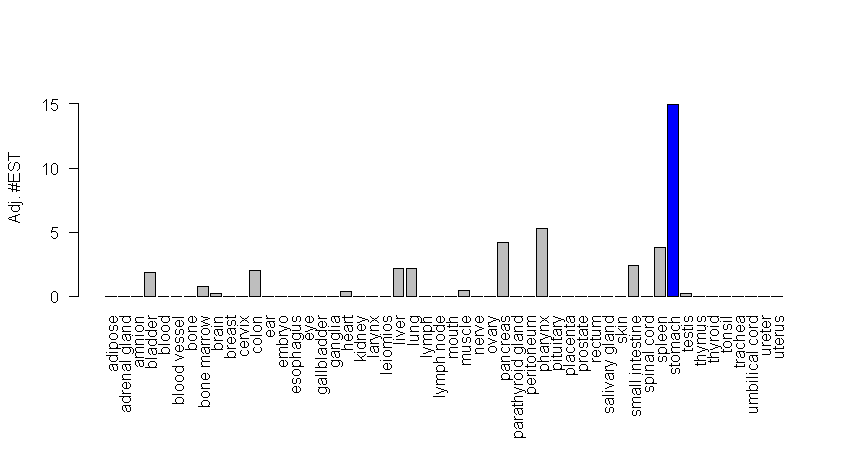 Adj. #EST
15
10
5
0
adipose
adrenal gland
amnion
bladder
blood
blood vessel
bone
bone marrow
brain
breast
cervix
colon
ear
embryo
esophagus
eye
gallbladder
ganglia
heart
kidney
larynx
leiomios
liver
lung
lymph
lymph node
mouth
muscle
nerve
ovary
pancreas
parathyroid gland
peritoneum
pharynx
pituitary
placenta
prostate
rectum
salivary gland
skin
small intestine
spinal cord
spleen
stomach
testis
thymus
thyroid
tonsil
trachea
umbilical cord
ureter
uterus